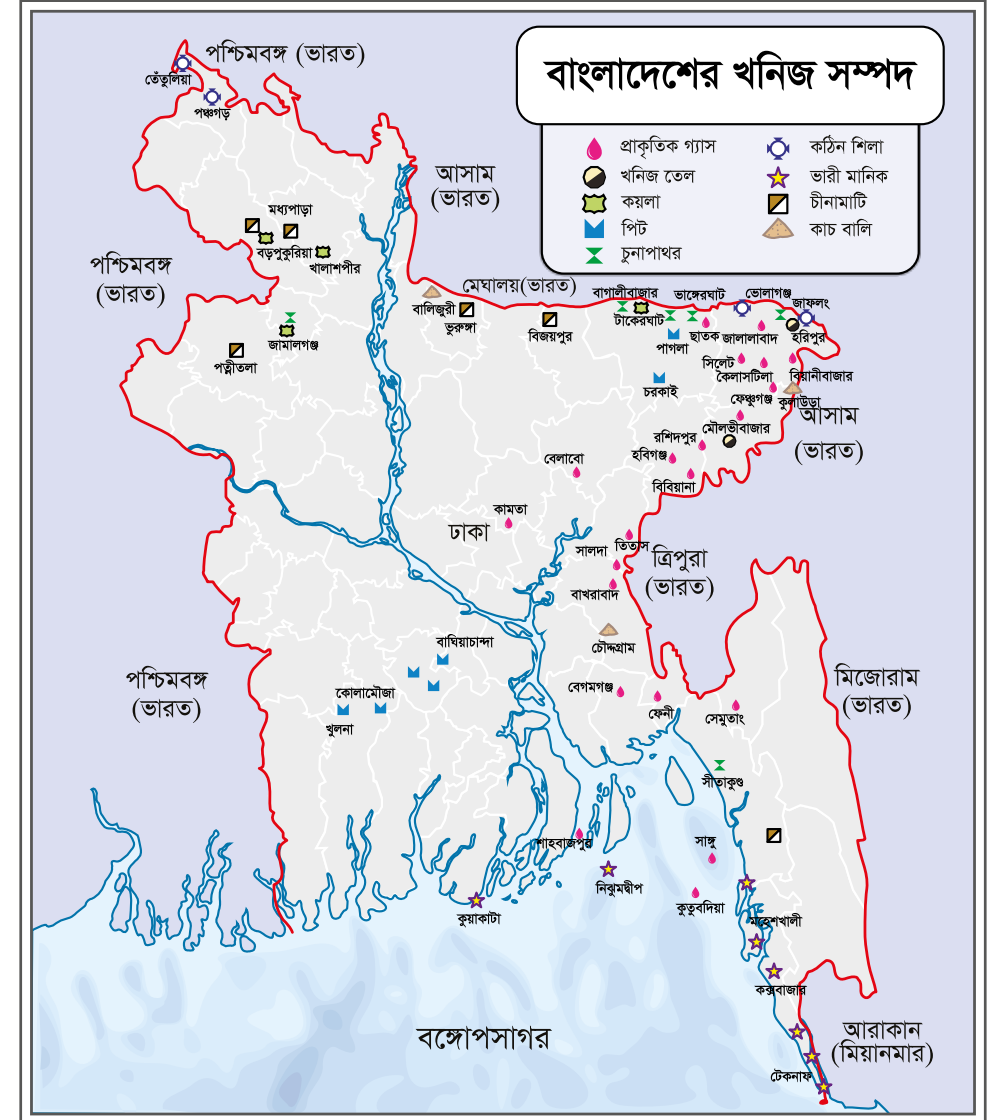 বাংলাদেশের খনিজ সম্পদ
প্রাকৃতিক গ্যাস
খনিজ তেল
কয়লা
পিট
চুনাপাথর
কঠিন শিলা
ভারী মানিক
চীনামাটি
কাচ বালি
পশ্চিমবঙ্গ (ভারত)
তেঁতুলিয়া
পঞ্চগড়
আসাম
(ভারত)
মধ্যপাড়া
বড়পুকুরিয়া
খালাশপীর
পশ্চিমবঙ্গ
(ভারত)
মেঘালয়(ভারত)
বালিজুরী
ভুরুঙ্গা
বিজয়পুর
বাগালীবাজার
টাকেরঘাট
ভাঙ্গেরঘাট
ভোলাগঞ্জ
জাফলং
জামালগঞ্জ
পত্নীতলা
পাগলা
ছাতক
জালালাবাদ
হরিপুর
সিলেট
কৈলাসটিলা
বিয়ানীবাজার
চরকাই
ফেঞ্চুগঞ্জ
কুলাউড়া
আসাম
(ভারত)
মৌলভীবাজার
রশিদপুর
হবিগঞ্জ
বিবিয়ানা
বেলাবো
কামতা
ঢাকা
সালদা
তিতাস
ত্রিপুরা
(ভারত)
বাখরাবাদ
চৌদ্দগ্রাম
বাঘিয়াচান্দা
কোলামৌজা
খুলনা
পশ্চিমবঙ্গ
(ভারত)
বেগমগঞ্জ
ফেনী
সেমুতাং
মিজোরাম
(ভারত)
সীতাকুণ্ড
শাহবাজপুর
সাঙ্গু
নিঝুমদ্বীপ
কুতুবদিয়া
কুয়াকাটা
মহেশখালী
কক্সবাজার
বঙ্গোপসাগর
আরাকান
(মিয়ানমার)
টেকনাফ